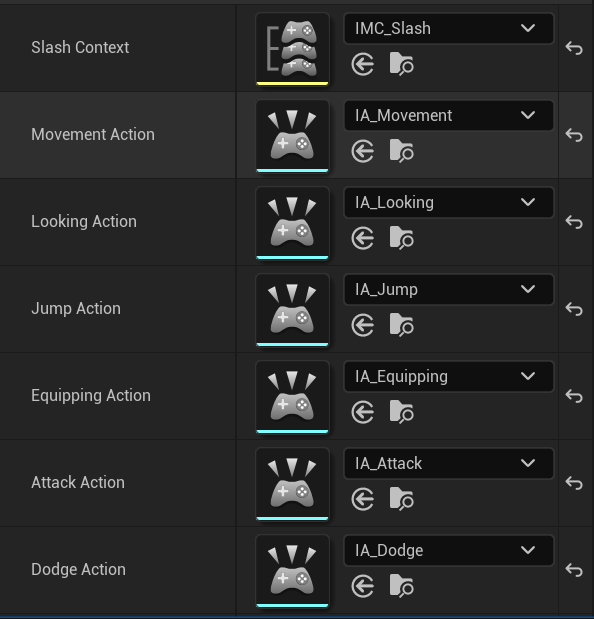 Slash Context
IMC_Slash
Movement Action
IA_Movement
Looking Action
IA_Looking
Jump Action
IA_Jump
Equipping Action
IA_Equipping
Attack Action
IA_Attack
Dodge Action
IA_Dodge